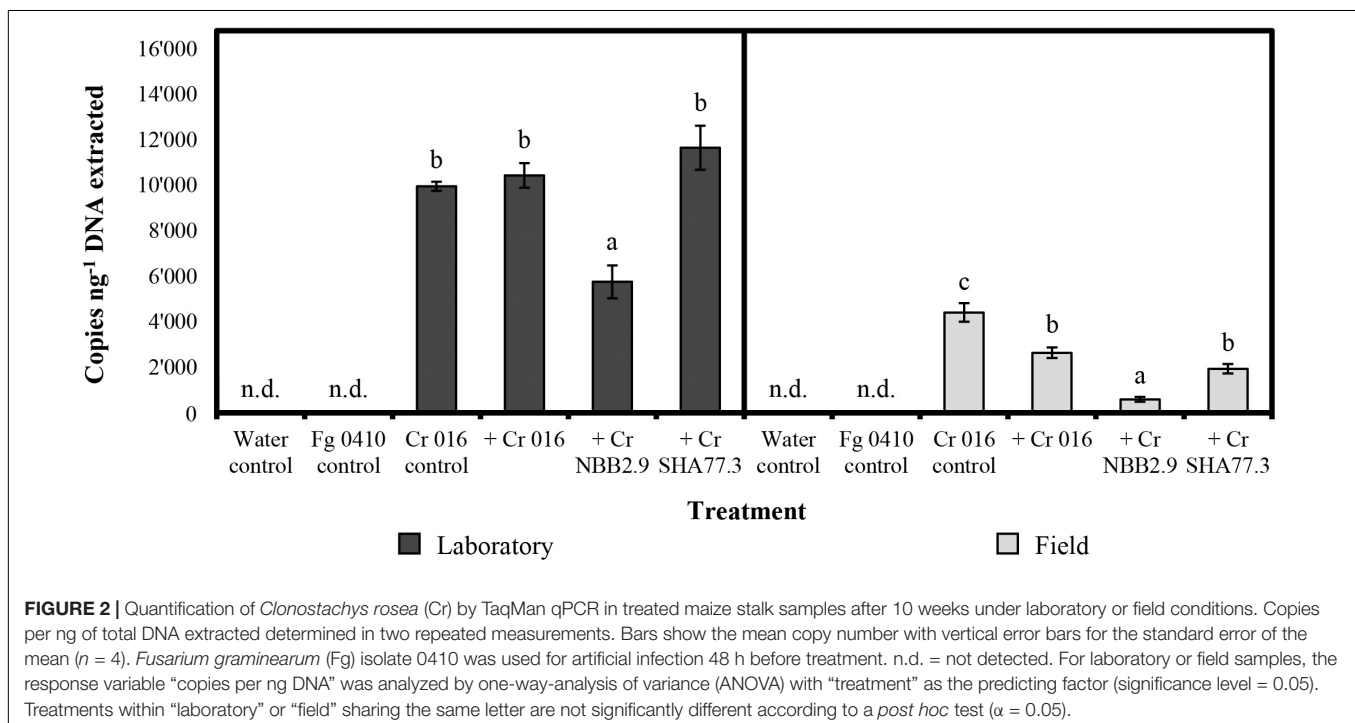 Copies ng⁻¹ DNA extracted
16'000
14'000
12'000
10'000
8'000
6'000
4'000
2'000
0
n.d.
n.d.
b
b
a
b
n.d.
n.d.
c
b
a
b
Water control
Fg 0410 control
Cr 016 control
+ Cr 016
+ Cr NBB2.9
+ Cr SHA77.3
Water control
Fg 0410 control
Cr 016 control
+ Cr 016
+ Cr NBB2.9
+ Cr SHA77.3
Treatment
Laboratory
Field
FIGURE 2 | Quantification of Clonostachys rosea (Cr) by TaqMan qPCR in treated maize stalk samples after 10 weeks under laboratory or field conditions. Copies
per ng of total DNA extracted determined in two repeated measurements. Bars show the mean copy number with vertical error bars for the standard error of the
mean (n = 4). Fusarium graminearum (Fg) isolate 0410 was used for artificial infection 48 h before treatment. n.d. = not detected. For laboratory or field samples, the
response variable “copies per ng DNA” was analyzed by one-way-analysis of variance (ANOVA) with “treatment” as the predicting factor (significance level = 0.05).
Treatments within “laboratory” or “field” sharing the same letter are not significantly different according to a post hoc test (α = 0.05).